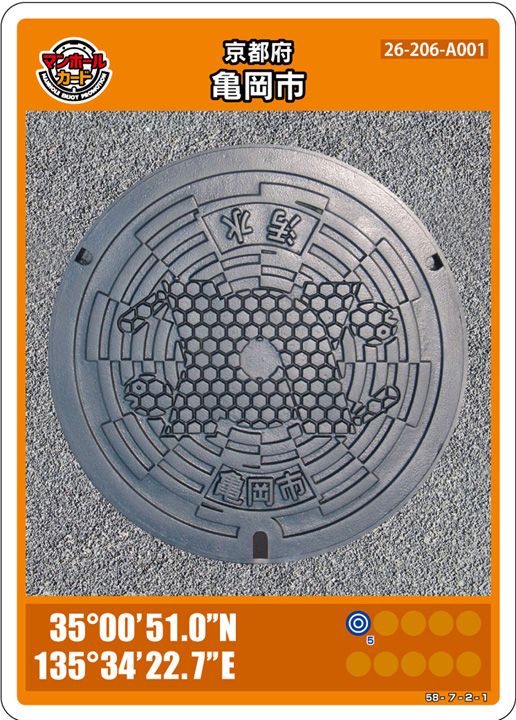 マンホール
カード
MANHOLE ENJOY PROMOTION
京都府
亀岡市
26-206-A001
汚水
亀岡市
35°00'51.0"N
135°34'22.7"E
5
58-7-2-1